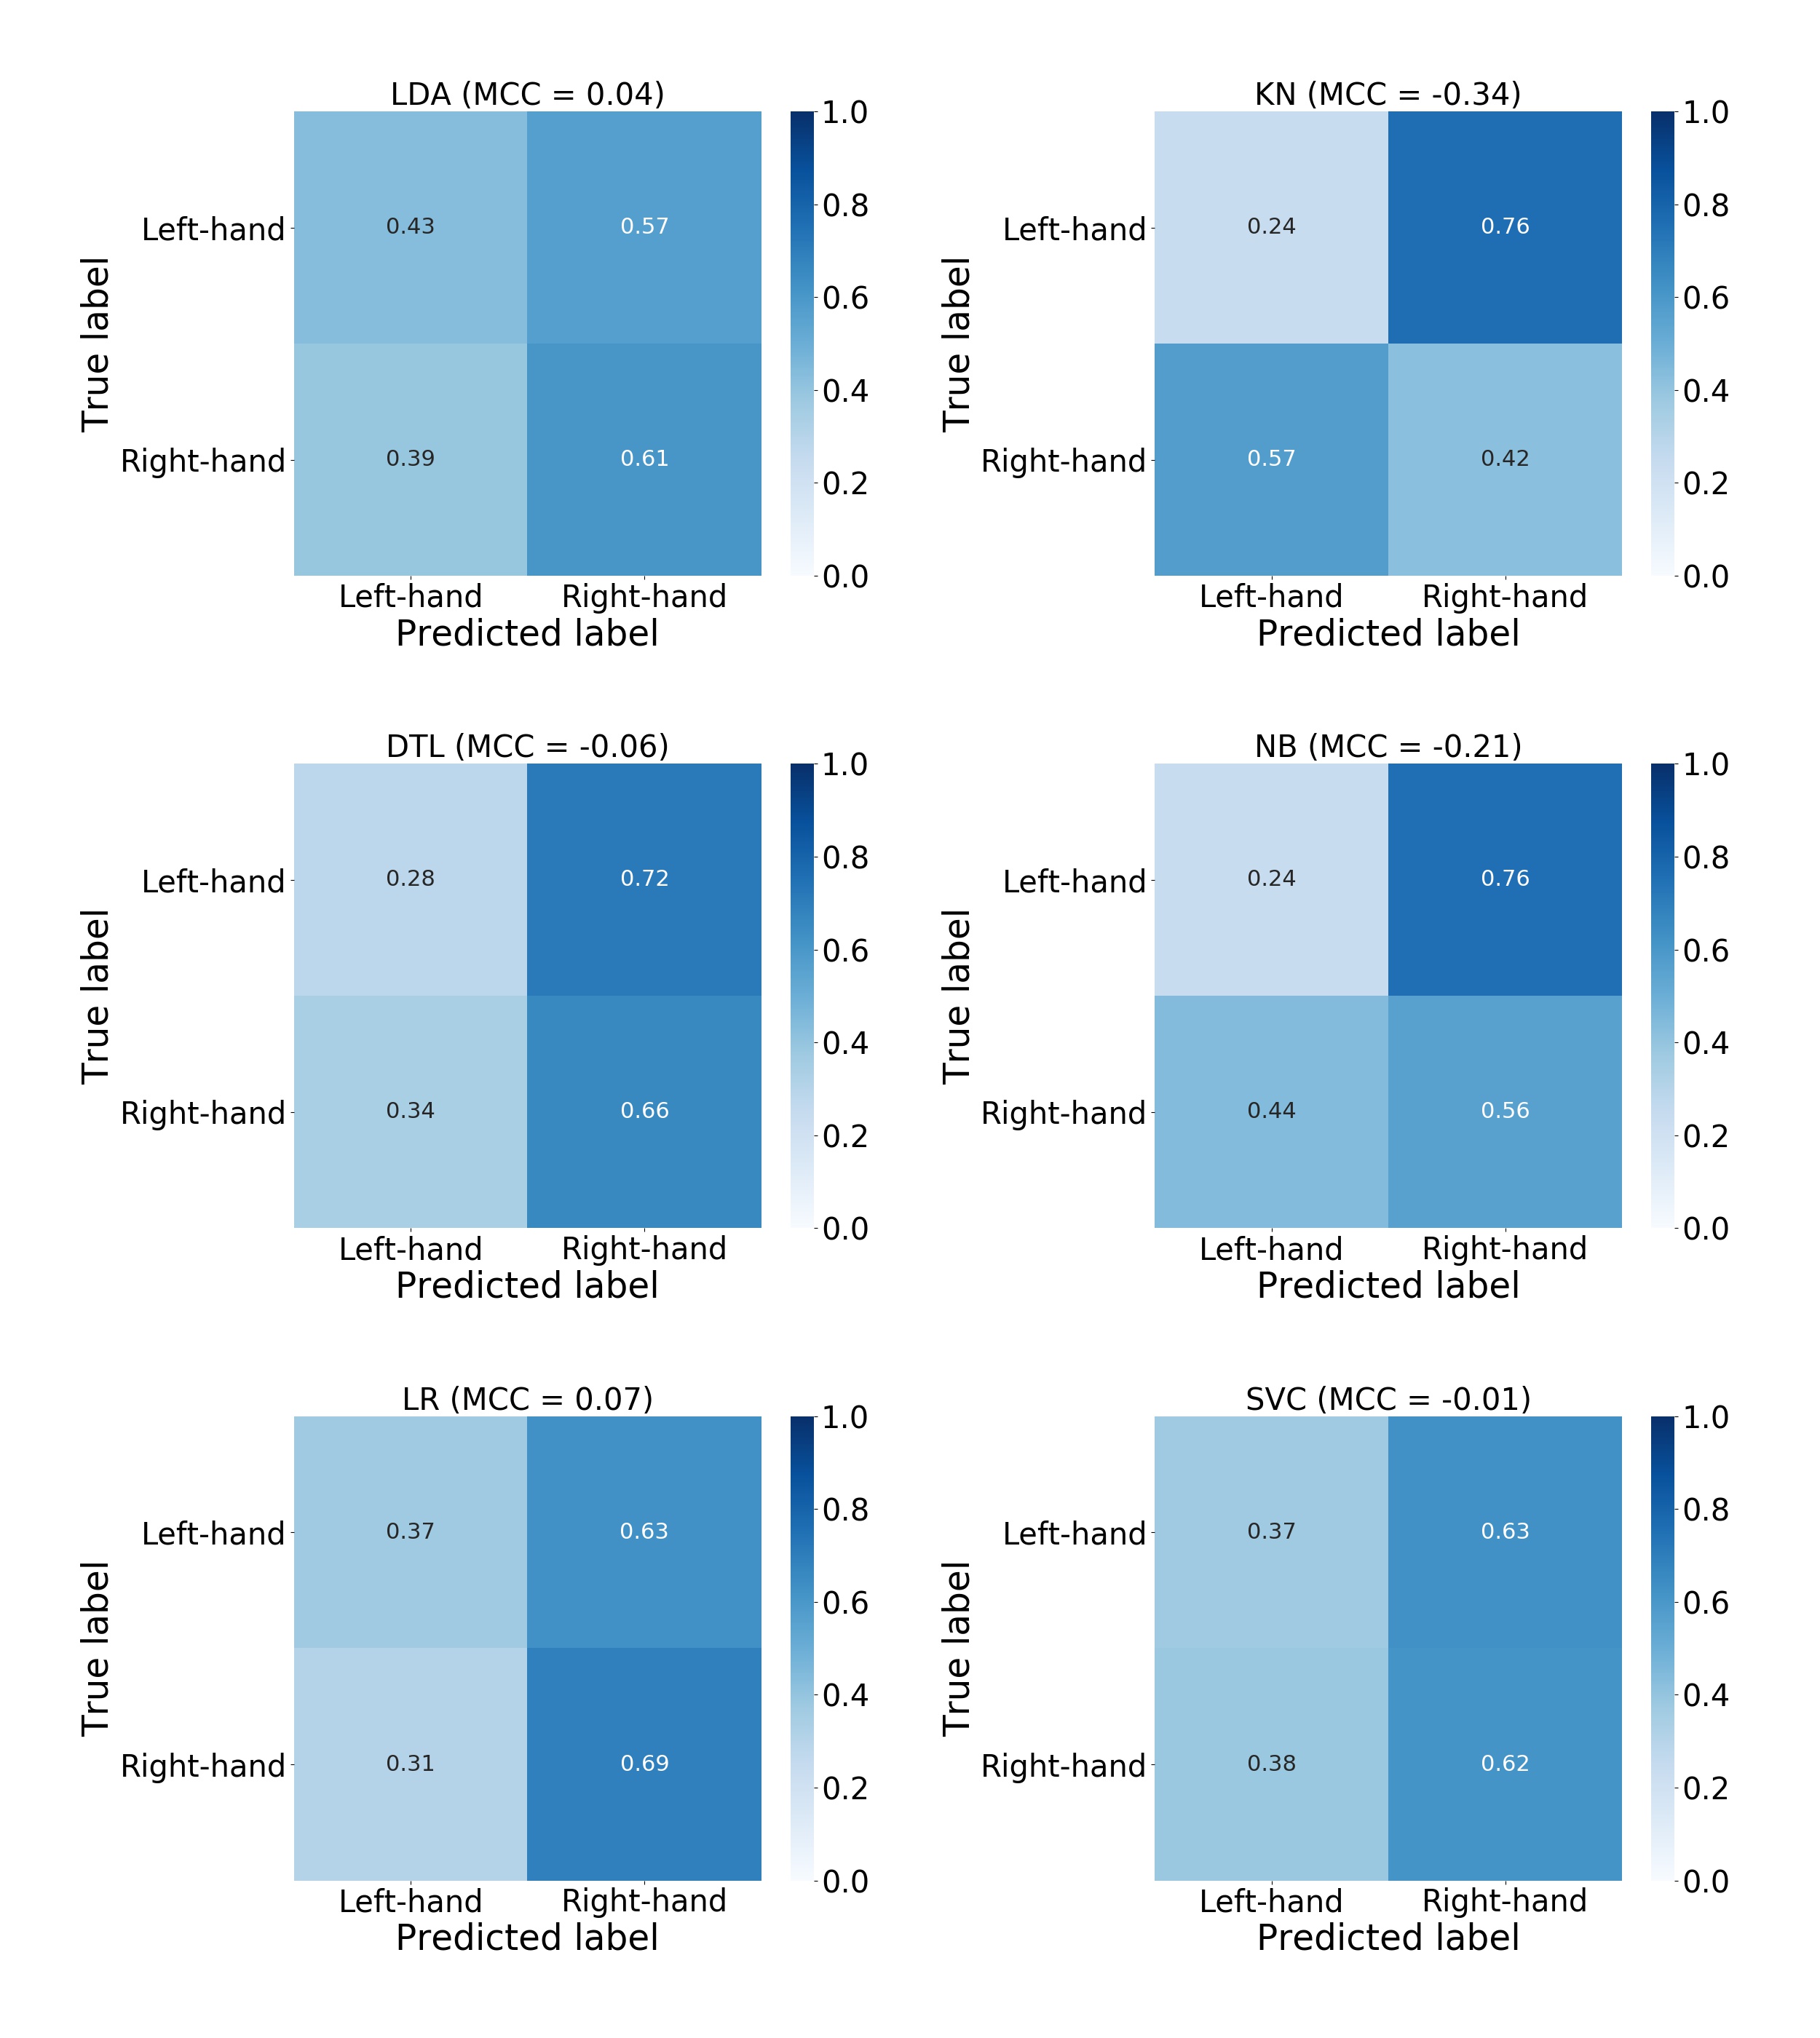 LDA (MCC = 0.04)
True label
Left-hand
0.43
0.57
Right-hand
0.39
0.61
Left-hand
Right-hand
Predicted label
1.0
0.8
0.6
0.4
0.2
0.0
KN (MCC = -0.34)
True label
Left-hand
0.24
0.76
Right-hand
0.57
0.42
Left-hand
Right-hand
Predicted label
1.0
0.8
0.6
0.4
0.2
0.0
DTL (MCC = -0.06)
True label
Left-hand
0.28
0.72
Right-hand
0.34
0.66
Left-hand
Right-hand
Predicted label
1.0
0.8
0.6
0.4
0.2
0.0
NB (MCC = -0.21)
True label
Left-hand
0.24
0.76
Right-hand
0.44
0.56
Left-hand
Right-hand
Predicted label
1.0
0.8
0.6
0.4
0.2
0.0
LR (MCC = 0.07)
True label
Left-hand
0.37
0.63
Right-hand
0.31
0.69
Left-hand
Right-hand
Predicted label
1.0
0.8
0.6
0.4
0.2
0.0
SVC (MCC = -0.01)
True label
Left-hand
0.37
0.63
Right-hand
0.38
0.62
Left-hand
Right-hand
Predicted label
1.0
0.8
0.6
0.4
0.2
0.0